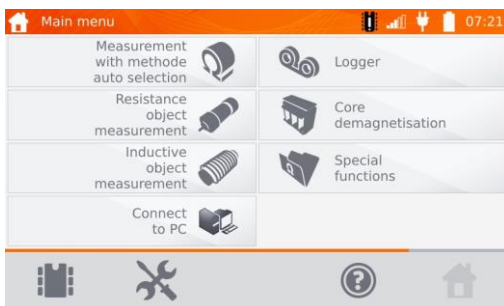 Main menu
07:21
Measurement
with methode
auto selection
Logger
Resistance
object
measurement
Core
demagnetisation
Inductive
object
measurement
Special
functions
Connect
to PC